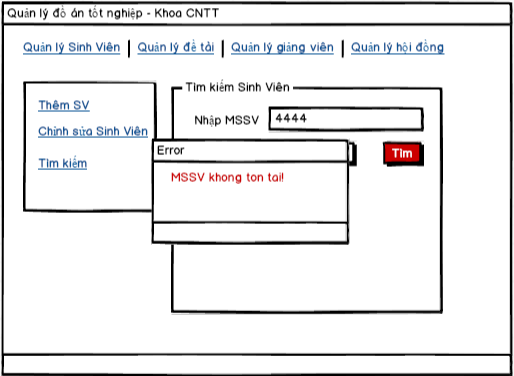 Quản lý đồ án tốt nghiệp - Khoa CNTT
Quản lý Sinh Viên | Quản lý đề tài | Quản lý giảng viên | Quản lý hội đồng
Thêm SV
Chỉnh sửa Sinh Viên
Tìm kiếm
Tìm kiếm Sinh Viên
Nhập MSSV 4444
Tìm
Error
MSSV khong ton tai!